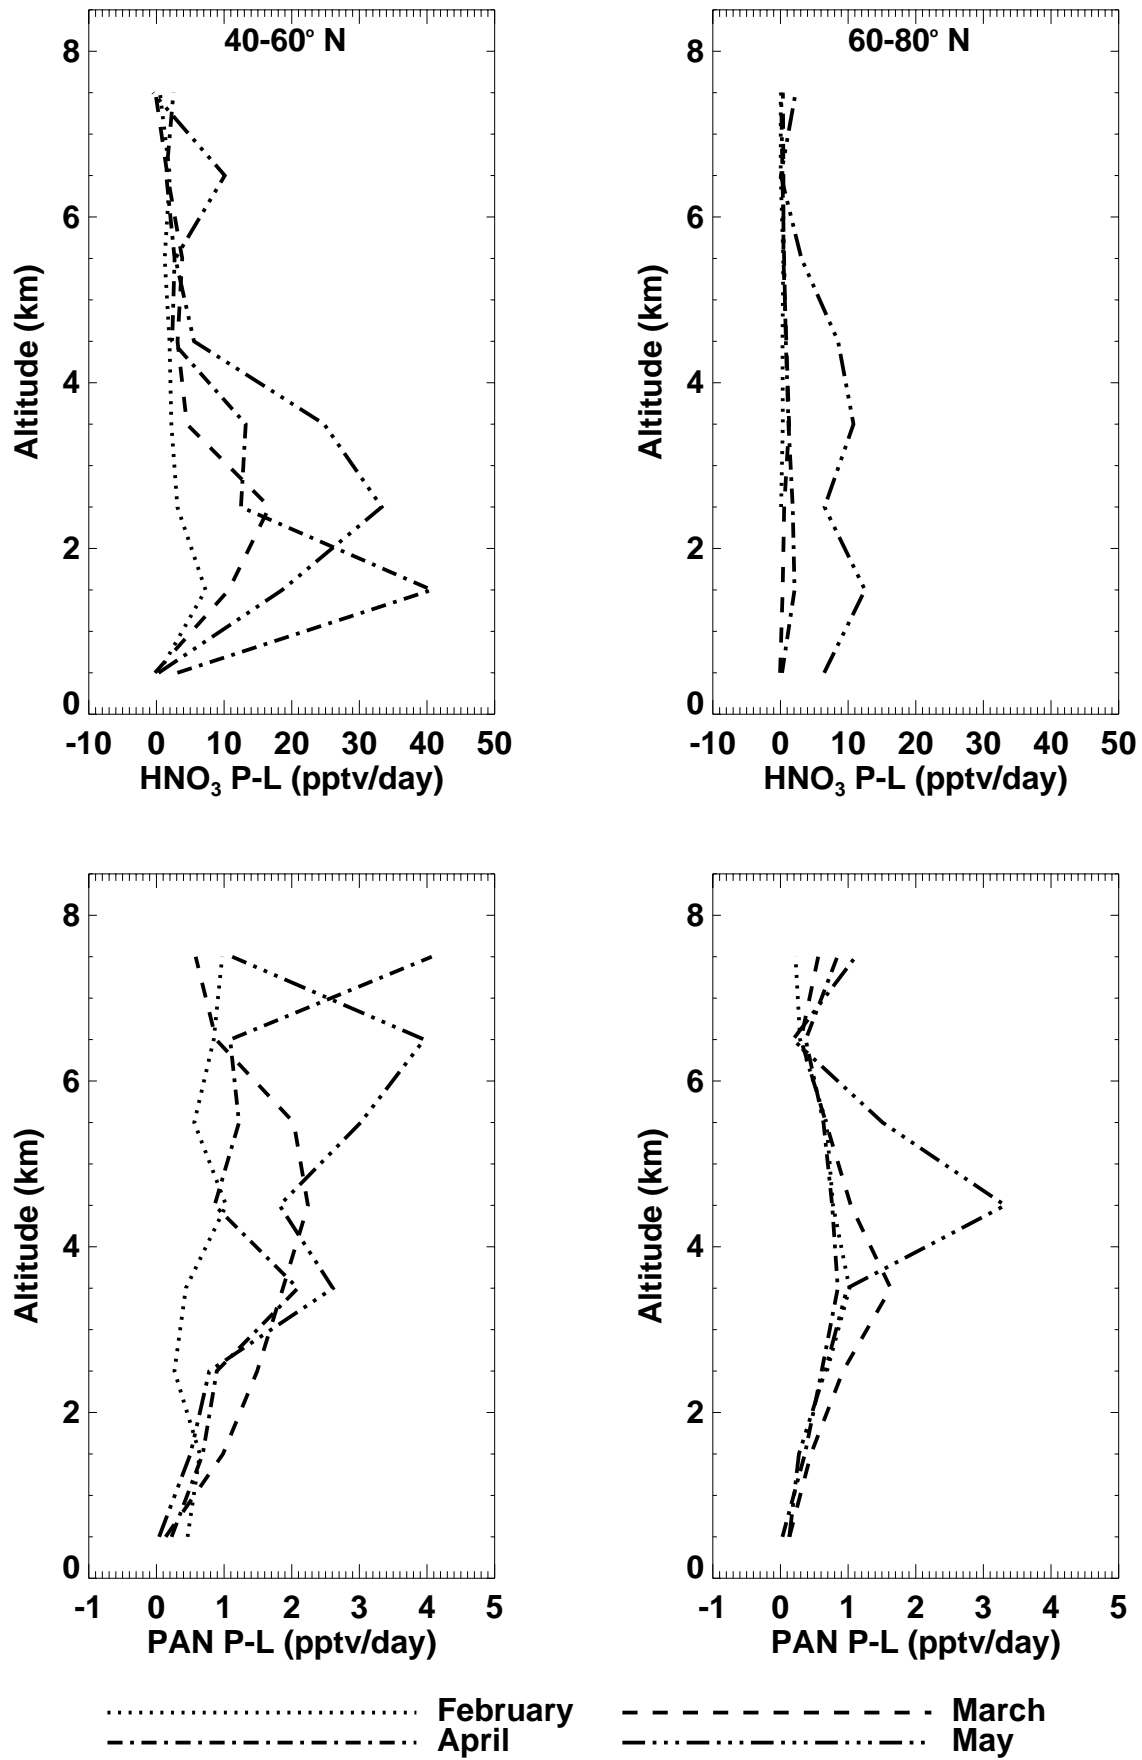 40-60° N
8
6
4
2
0
Altitude (km)
-10 0 10 20 30 40 50
HNO₃ P-L (pptv/day)
60-80° N
8
6
4
2
0
Altitude (km)
-10 0 10 20 30 40 50
HNO₃ P-L (pptv/day)
8
6
4
2
0
Altitude (km)
-1 0 1 2 3 4 5
PAN P-L (pptv/day)
8
6
4
2
0
Altitude (km)
-1 0 1 2 3 4 5
PAN P-L (pptv/day)
February
March
April
May